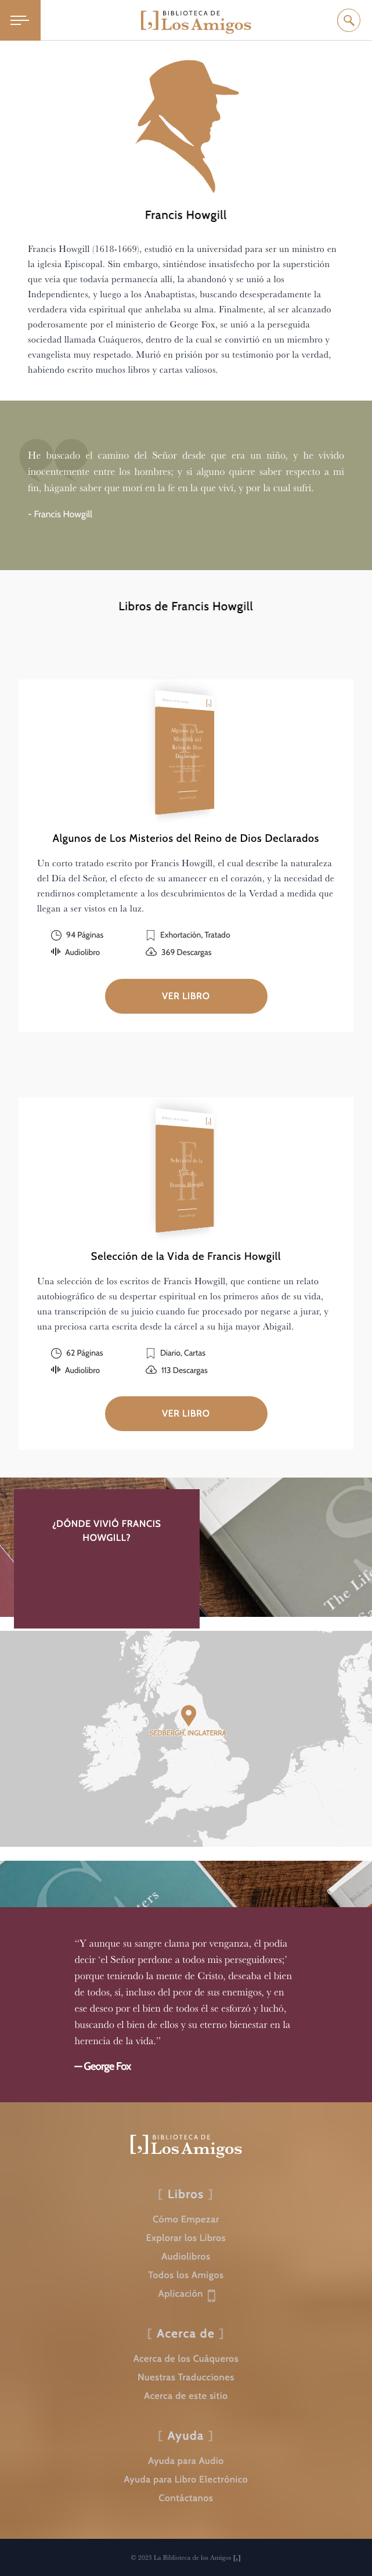 BIBLIOTECA DE
[,] Los Amigos
Francis Howgill
Francis Howgill (1618-1669), estudió en la universidad para ser un ministro en
la iglesia Episcopal. Sin embargo, sintiéndose insatisfecho por la superstición
que veía que todavía permanecía allí, la abandonó y se unió a los
Independientes, y luego a los Anabaptistas, buscando desesperadamente la
verdadera vida espiritual que anhelaba su alma. Finalmente, al ser alcanzado
poderosamente por el ministerio de George Fox, se unió a la perseguida
sociedad llamada Cuáqueros, dentro de la cual se convirtió en un miembro y
evangelista muy respetado. Murió en prisión por su testimonio por la verdad,
habiendo escrito muchos libros y cartas valiosos.
He buscado el camino del Señor desde que era un niño, y he vivido
inocentemente entre los hombres; y si alguno quiere saber respecto a mi
fin, háganle saber que morí en la fe en la que viví, y por la cual sufrí.
- Francis Howgill
Libros de Francis Howgill
Algunos de Los
Misterios del
Reino de Dios
Declarados
Algunos de Los Misterios del Reino de Dios Declarados
Un corto tratado escrito por Francis Howgill, el cual describe la naturaleza
del Día del Señor, el efecto de su amanecer en el corazón, y la necesidad de
rendirnos completamente a los descubrimientos de la Verdad a medida que
llegan a ser vistos en la luz.
94 Páginas
Exhortación, Tratado
Audiolibro
369 Descargas
VER LIBRO
Selección de la
Vida de
Francis Howgill
Selección de la Vida de Francis Howgill
Una selección de los escritos de Francis Howgill, que contiene un relato
autobiográfico de su despertar espiritual en los primeros años de su vida,
una transcripción de su juicio cuando fue procesado por negarse a jurar, y
una preciosa carta escrita desde la cárcel a su hija mayor Abigail.
62 Páginas
Diario, Cartas
Audiolibro
113 Descargas
VER LIBRO
¿DÓNDE VIVIÓ FRANCIS
HOWGILL?
The Life
SEDBERGH, INGLATERRA
“Y aunque su sangre clama por venganza, él podía
decir ‘el Señor perdone a todos mis perseguidores;’
porque teniendo la mente de Cristo, deseaba el bien
de todos, sí, incluso del peor de sus enemigos, y en
ese deseo por el bien de todos él se esforzó y luchó,
buscando el bien de ellos y su eterno bienestar en la
herencia de la vida.”
— George Fox
BIBLIOTECA DE
[,] Los Amigos
[ Libros ]
Cómo Empezar
Explorar los Libros
Audiolibros
Todos los Amigos
Aplicación
[ Acerca de ]
Acerca de los Cuáqueros
Nuestras Traducciones
Acerca de este sitio
[ Ayuda ]
Ayuda para Audio
Ayuda para Libro Electrónico
Contáctanos
© 2025 La Biblioteca de los Amigos [,]